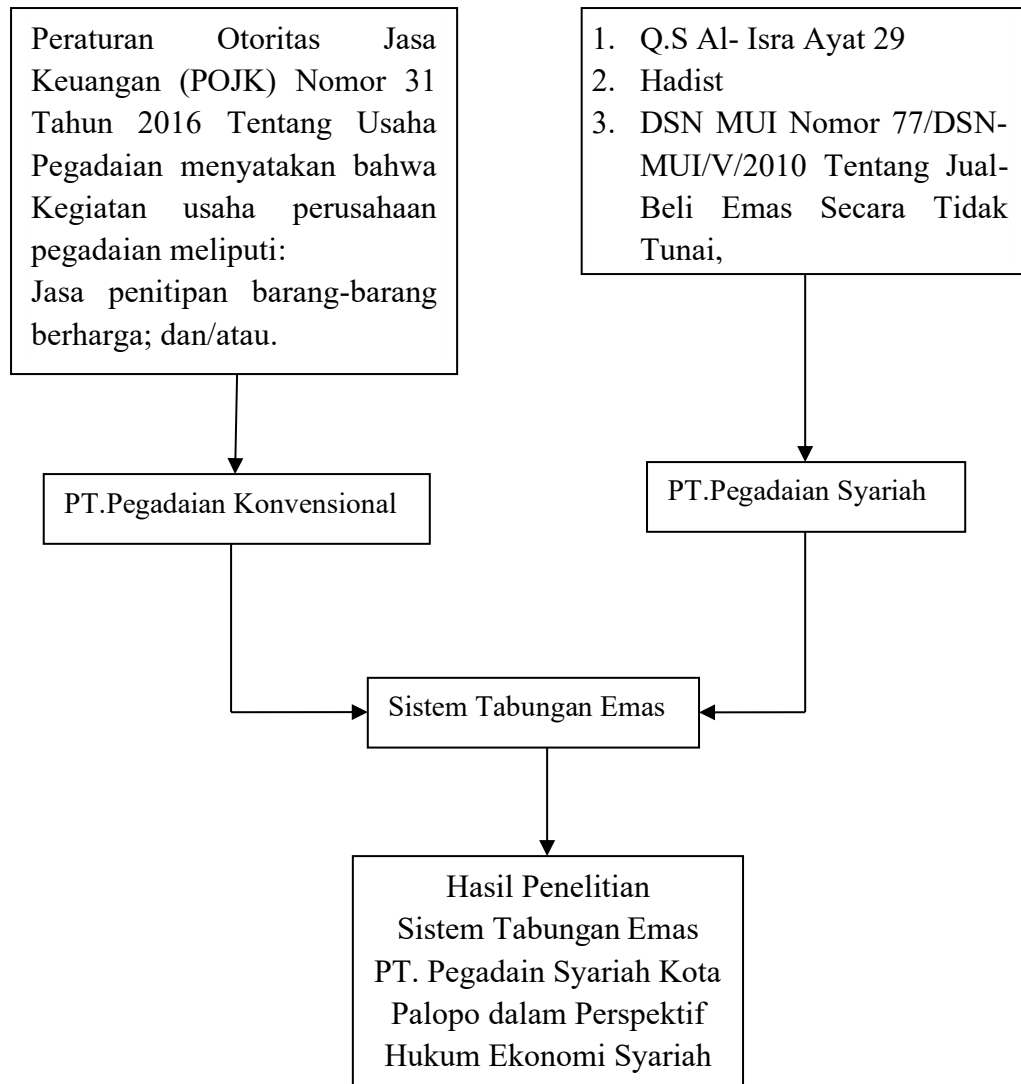 Peraturan Otoritas Jasa
Keuangan (POJK) Nomor 31
Tahun 2016 Tentang Usaha
Pegadaian menyatakan bahwa
Kegiatan usaha perusahaan
pegadaian meliputi:
Jasa penitipan barang-barang
berharga; dan/atau.
1. Q.S Al- Isra Ayat 29
2. Hadist
3. DSN MUI Nomor 77/DSN-
MUI/V/2010 Tentang Jual-
Beli Emas Secara Tidak
Tunai,
PT.Pegadaian Konvensional
PT.Pegadaian Syariah
Sistem Tabungan Emas
Hasil Penelitian
Sistem Tabungan Emas
PT. Pegadain Syariah Kota
Palopo dalam Perspektif
Hukum Ekonomi Syariah